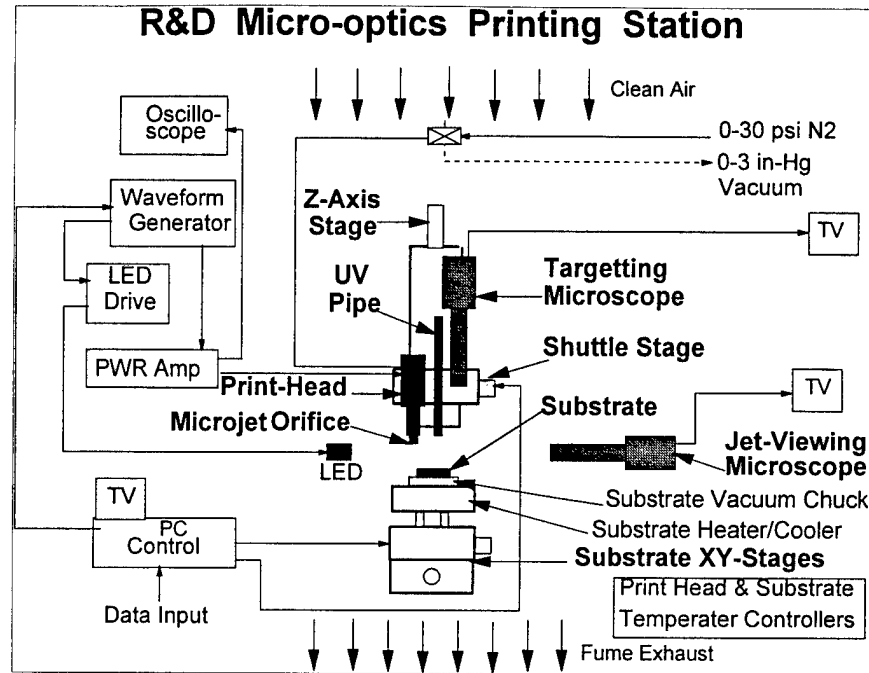 R&D Micro-optics Printing Station
Clean Air
Oscillo-
scope
0-30 psi N2
0-3 in-Hg
Vacuum
Waveform
Generator
Z-Axis
Stage
TV
LED
Drive
UV
Pipe
Targetting
Microscope
PWR Amp
Shuttle Stage
Print-Head
Substrate
TV
Microjet Orifice
Jet-Viewing
Microscope
LED
TV
Substrate Vacuum Chuck
PC
Control
Substrate Heater/Cooler
Substrate XY-Stages
Data Input
Print Head & Substrate
Temperater Controllers
Fume Exhaust